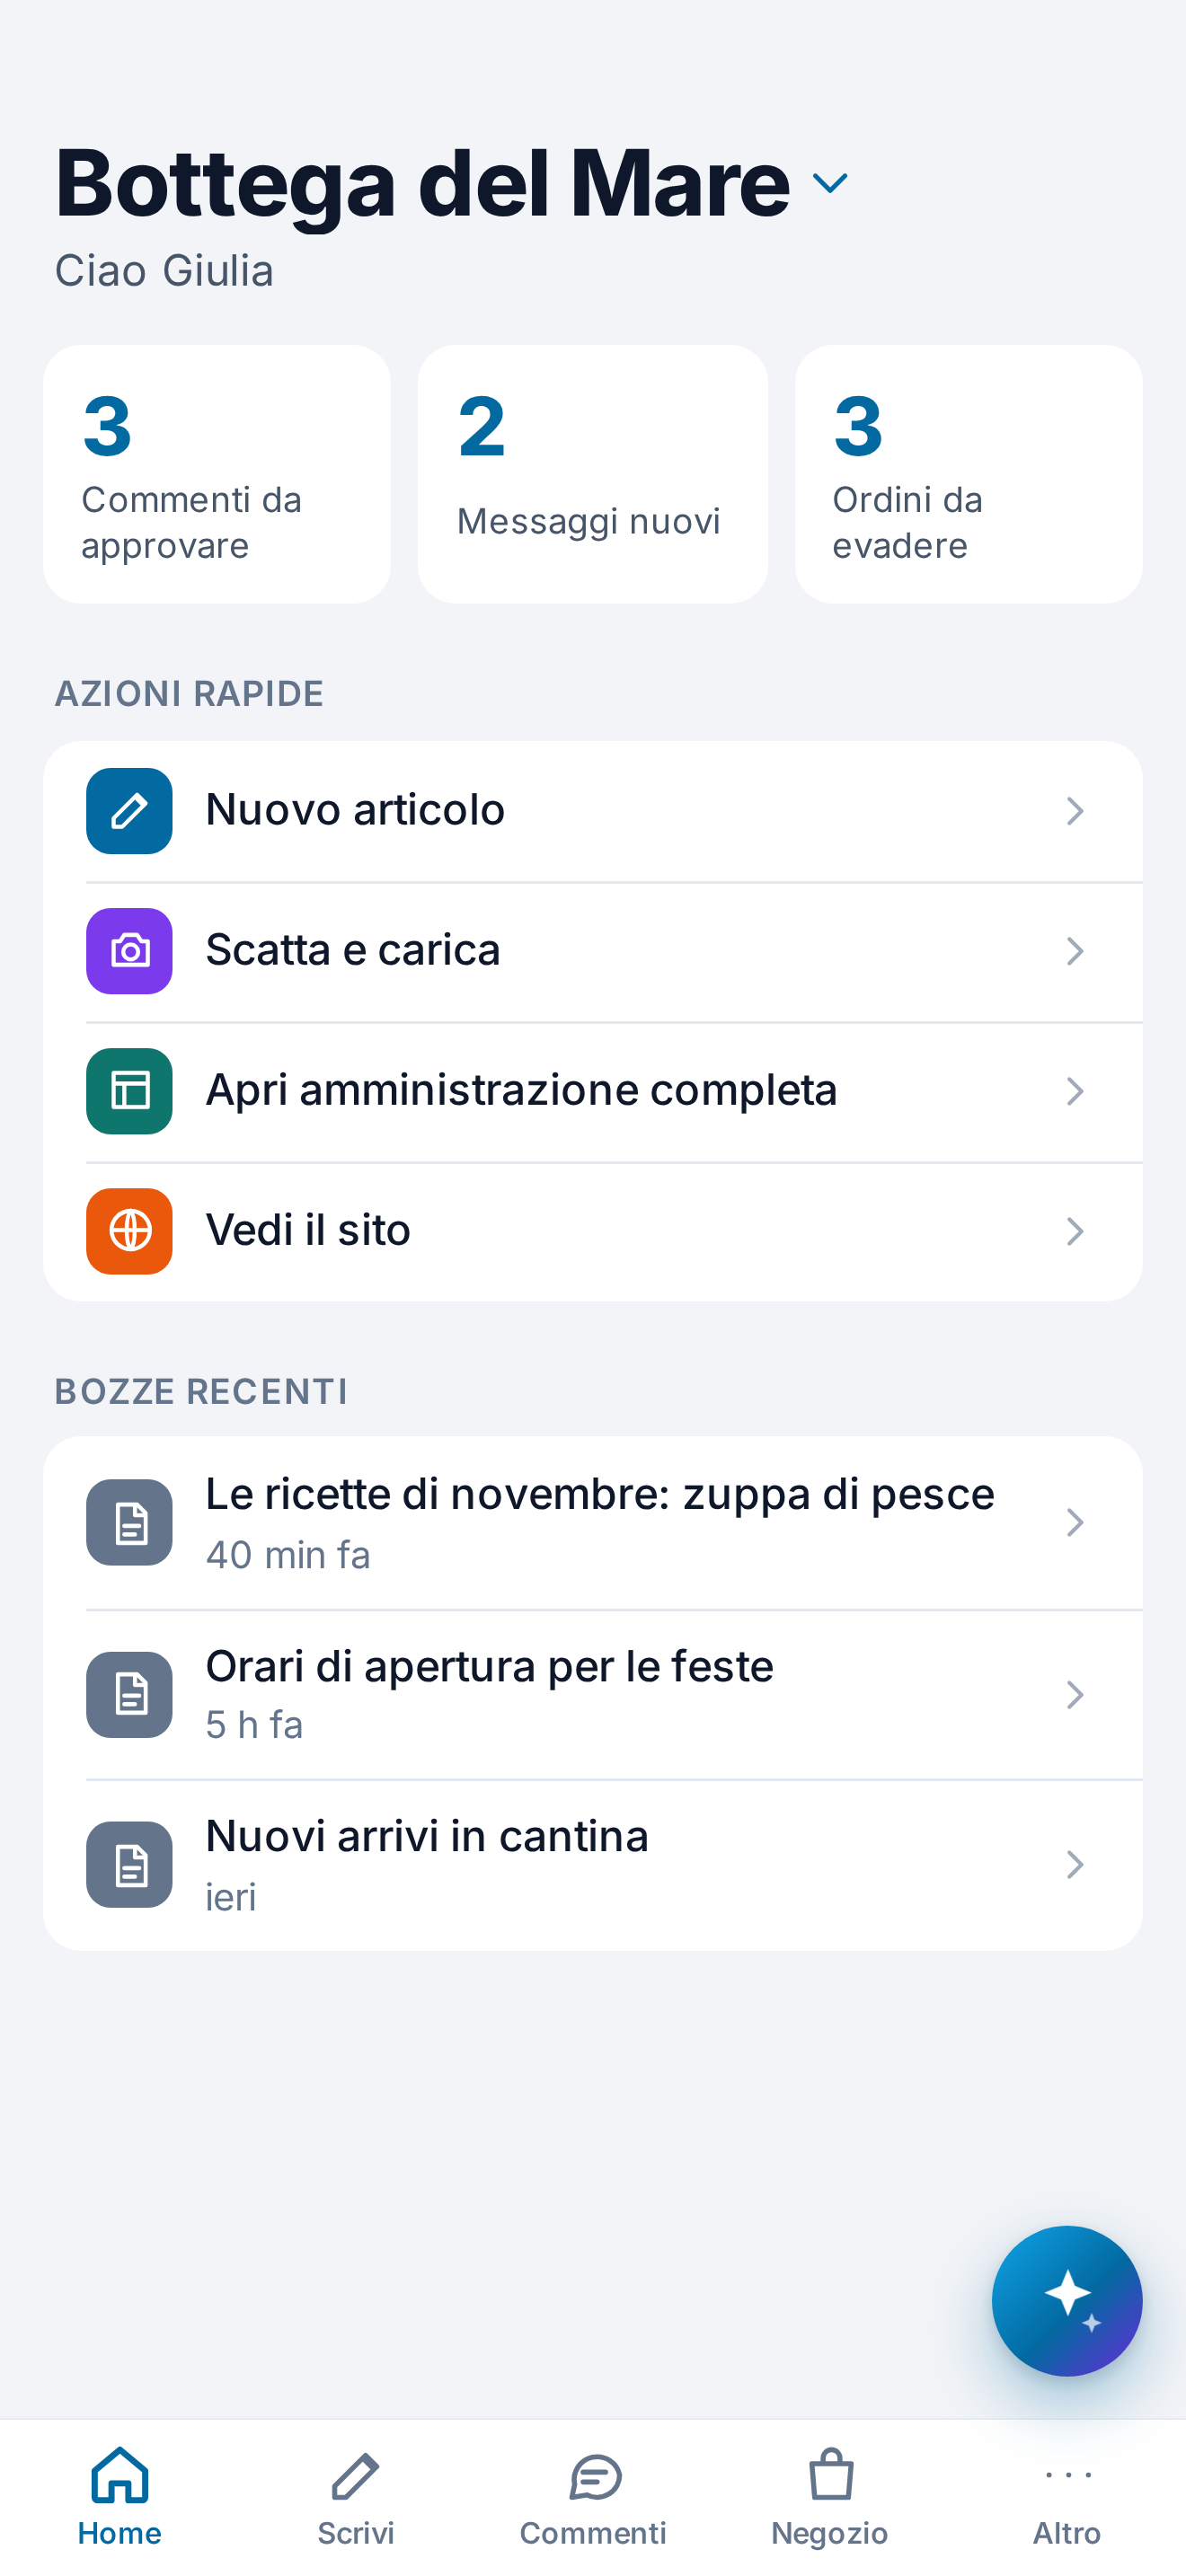 Bottega del Mare
Ciao Giulia
3
Commenti da
approvare
2
Messaggi nuovi
3
Ordini da
evadere
AZIONI RAPIDE
Nuovo articolo
Scatta e carica
Apri amministrazione completa
Vedi il sito
BOZZE RECENTI
Le ricette di novembre: zuppa di pesce
40 min fa
Orari di apertura per le feste
5 h fa
Nuovi arrivi in cantina
ieri
Home
Scrivi
Commenti
Negozio
Altro